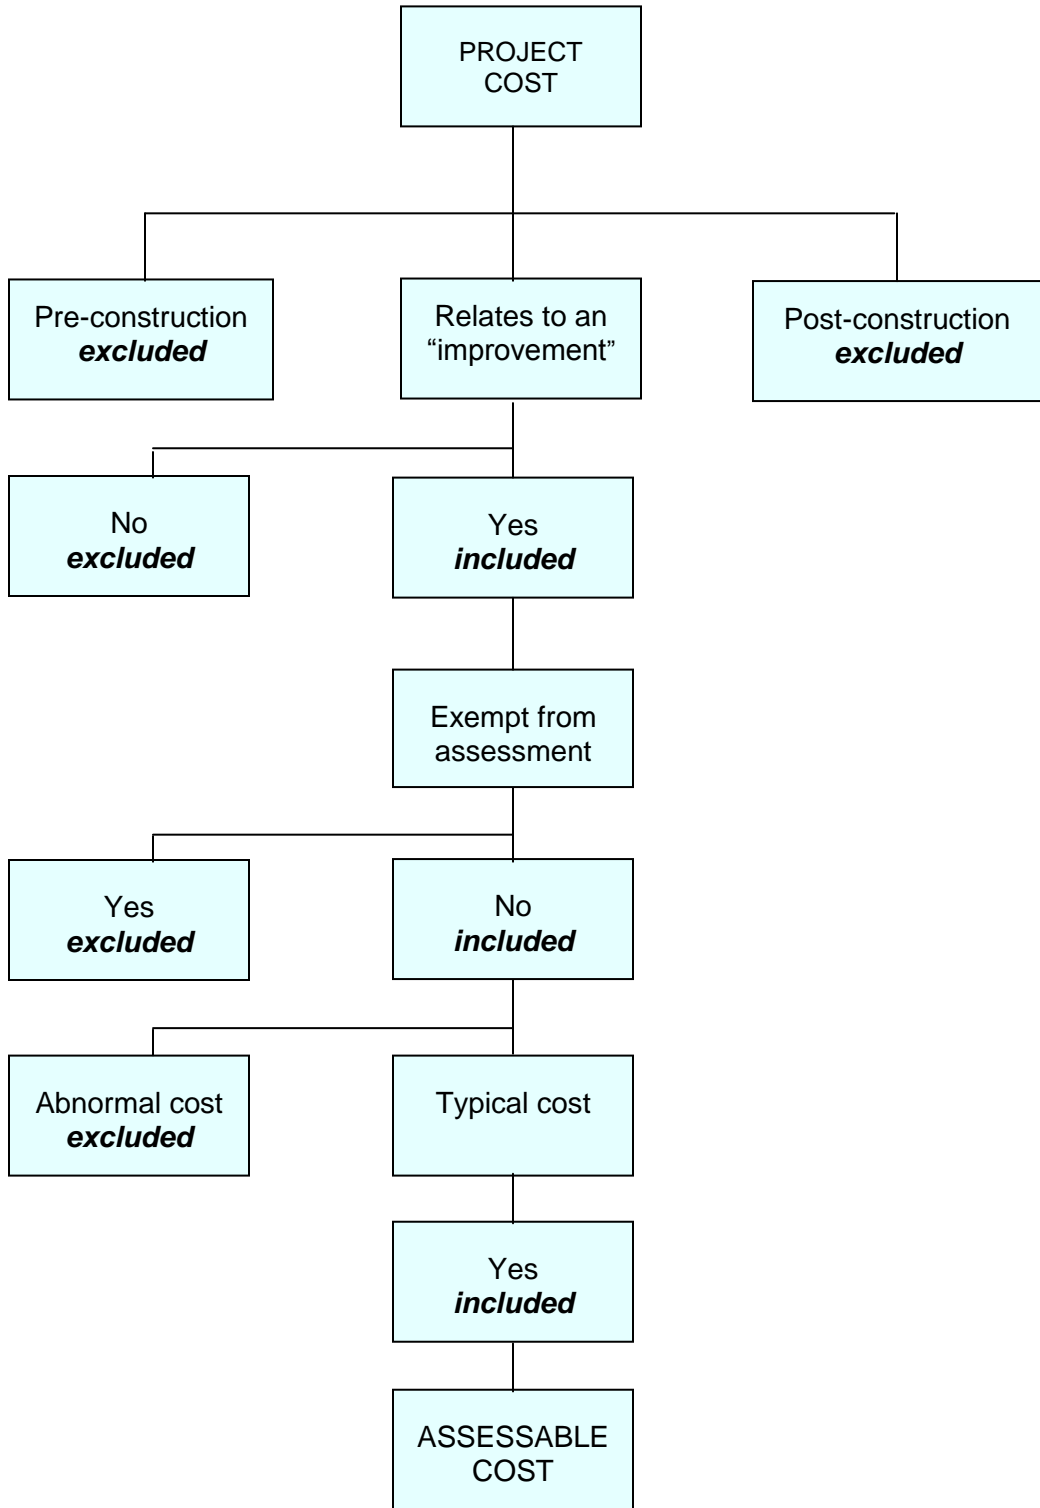 PROJECT
COST
Pre-construction
excluded
Relates to an
“improvement”
Post-construction
excluded
No
excluded
Yes
included
Exempt from
assessment
Yes
excluded
No
included
Abnormal cost
excluded
Typical cost
Yes
included
ASSESSABLE
COST